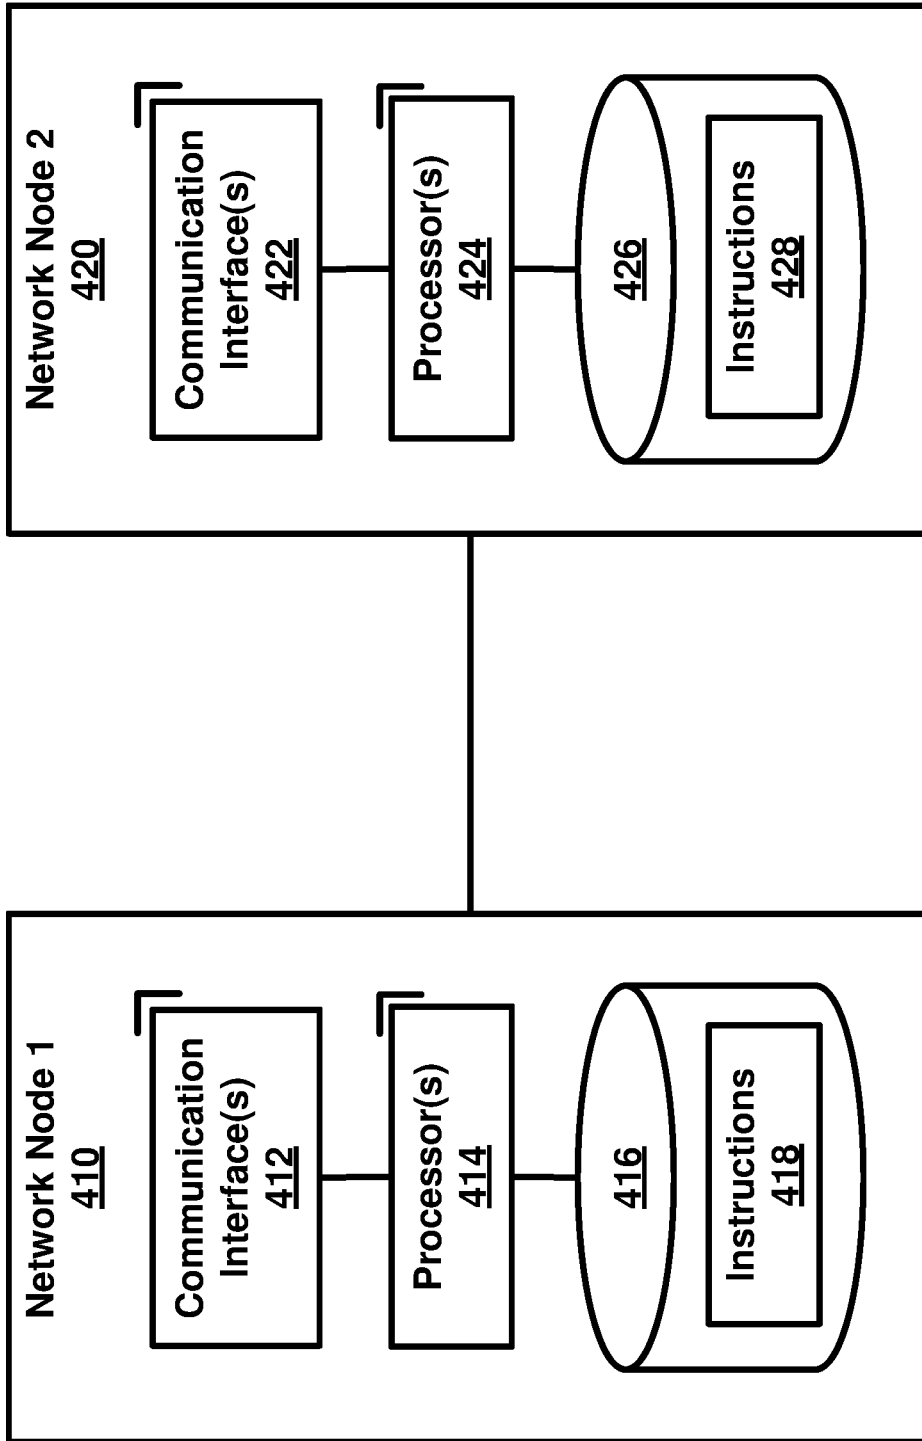 Network Node 1
410
Communication
Interface(s)
412
Processor(s)
414
416
Instructions
418
Network Node 2
420
Communication
Interface(s)
422
Processor(s)
424
426
Instructions
428